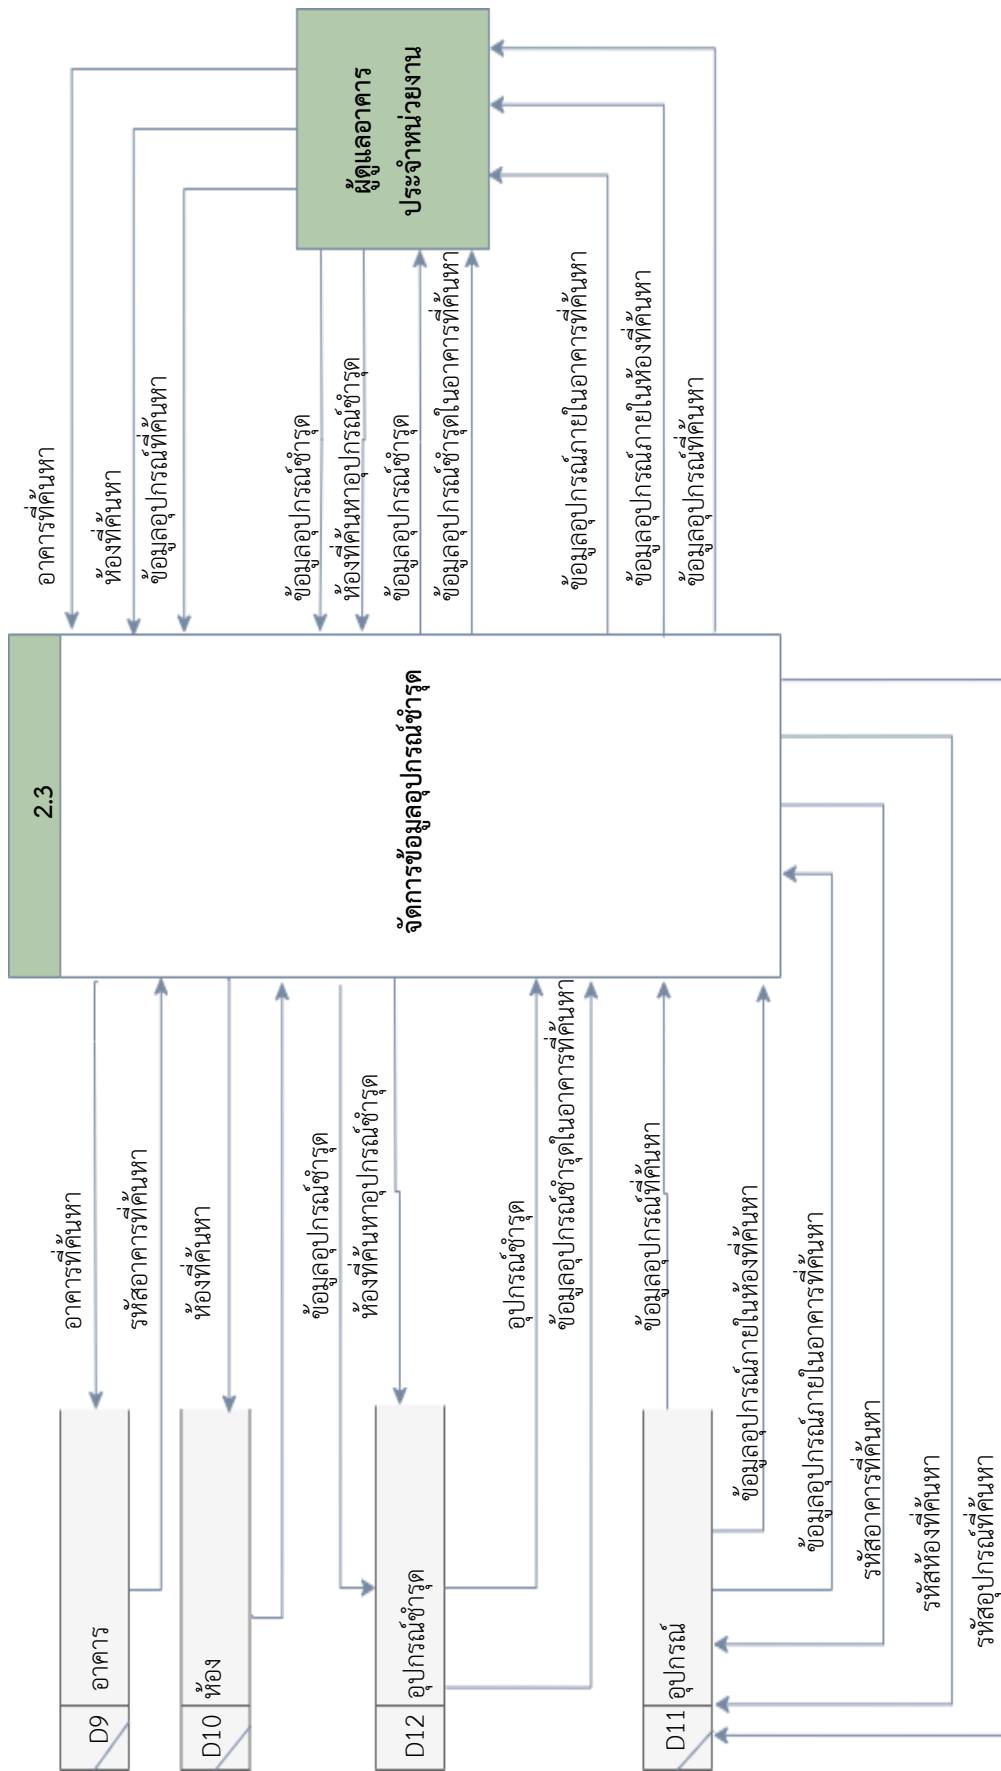 ผู้ดูแลอาคาร
ประจำหน่วยงาน
อาคารที่ค้นหา
ห้องที่ค้นหา
ข้อมูลอุปกรณ์ที่ค้นหา
ข้อมูลอุปกรณ์ชำรุด
ห้องที่ค้นหาอุปกรณ์ชำรุด
ข้อมูลอุปกรณ์ชำรุด
ข้อมูลอุปกรณ์ชำรุดในอาคารที่ค้นหา
ข้อมูลอุปกรณ์ภายในอาคารที่ค้นหา
ข้อมูลอุปกรณ์ภายในห้องที่ค้นหา
ข้อมูลอุปกรณ์ที่ค้นหา
2.3
จัดการข้อมูลอุปกรณ์ชำรุด
อาคารที่ค้นหา
รหัสอาคารที่ค้นหา
ห้องที่ค้นหา
ข้อมูลอุปกรณ์ชำรุด
ห้องที่ค้นหาอุปกรณ์ชำรุด
อุปกรณ์ชำรุด
ข้อมูลอุปกรณ์ชำรุดในอาคารที่ค้นหา
ข้อมูลอุปกรณ์ที่ค้นหา
ข้อมูลอุปกรณ์ภายในห้องที่ค้นหา
ข้อมูลอุปกรณ์ภายในอาคารที่ค้นหา
รหัสอาคารที่ค้นหา
รหัสห้องที่ค้นหา
รหัสอุปกรณ์ที่ค้นหา
D9 อาคาร
D10 ห้อง
D12 อุปกรณ์ชำรุด
D11 อุปกรณ์